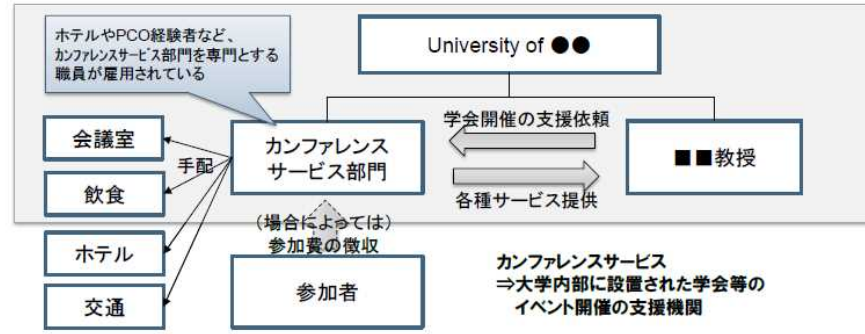 ホテルやPCO経験者など、
カンファレンスサービス部門を専門とする
職員が雇用されている
University of ●●
学会開催の支援依頼
会議室
手配
カンファレンス
サービス部門
■■教授
飲食
各種サービス提供
（場合によっては）
参加費の徴収
ホテル
参加者
交通
カンファレンスサービス
⇒大学内部に設置された学会等の
イベント開催の支援機関